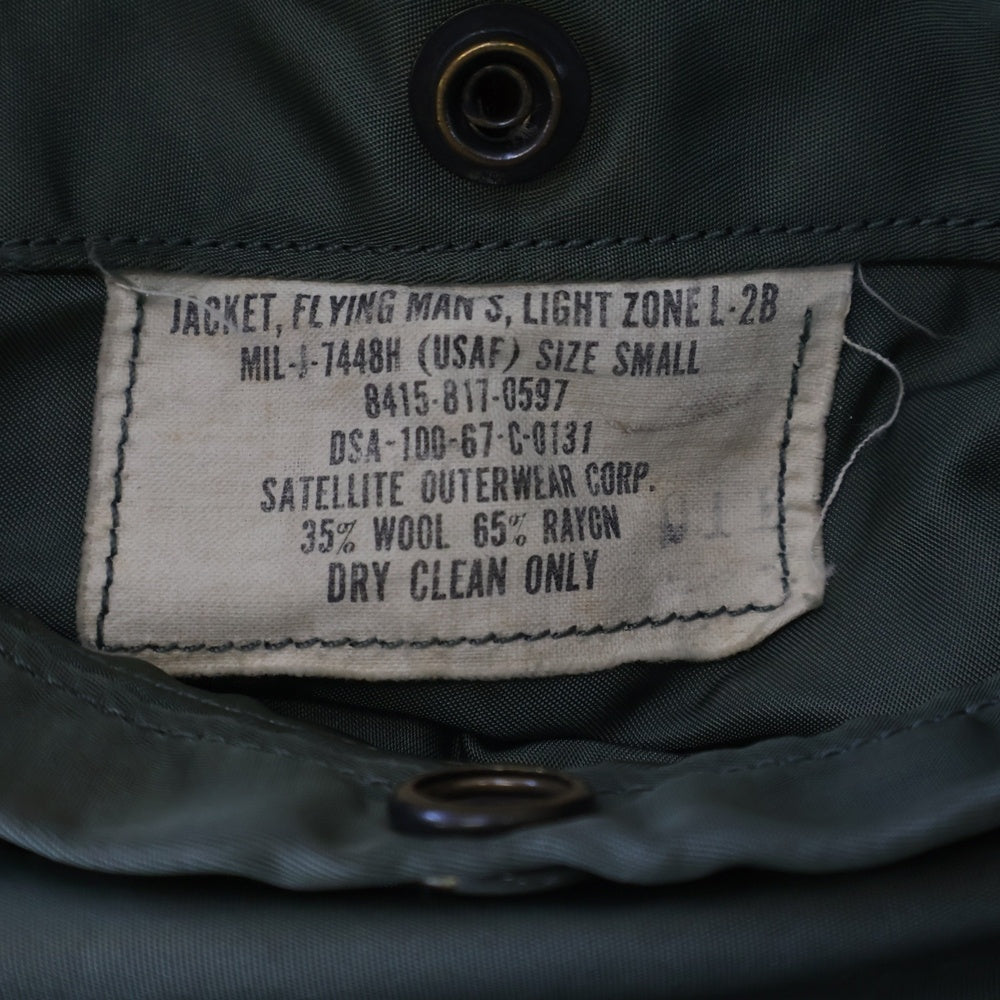 JACKET, FLYING MAN'S, LIGHT ZONE L-2B
MIL-J-7448H (USAF) SIZE SMALL
8415-817-0597
DSA-100-67-C-0131
SATELLITE OUTERWEAR CORP.
35% WOOL 65% RAYON
DRY CLEAN ONLY